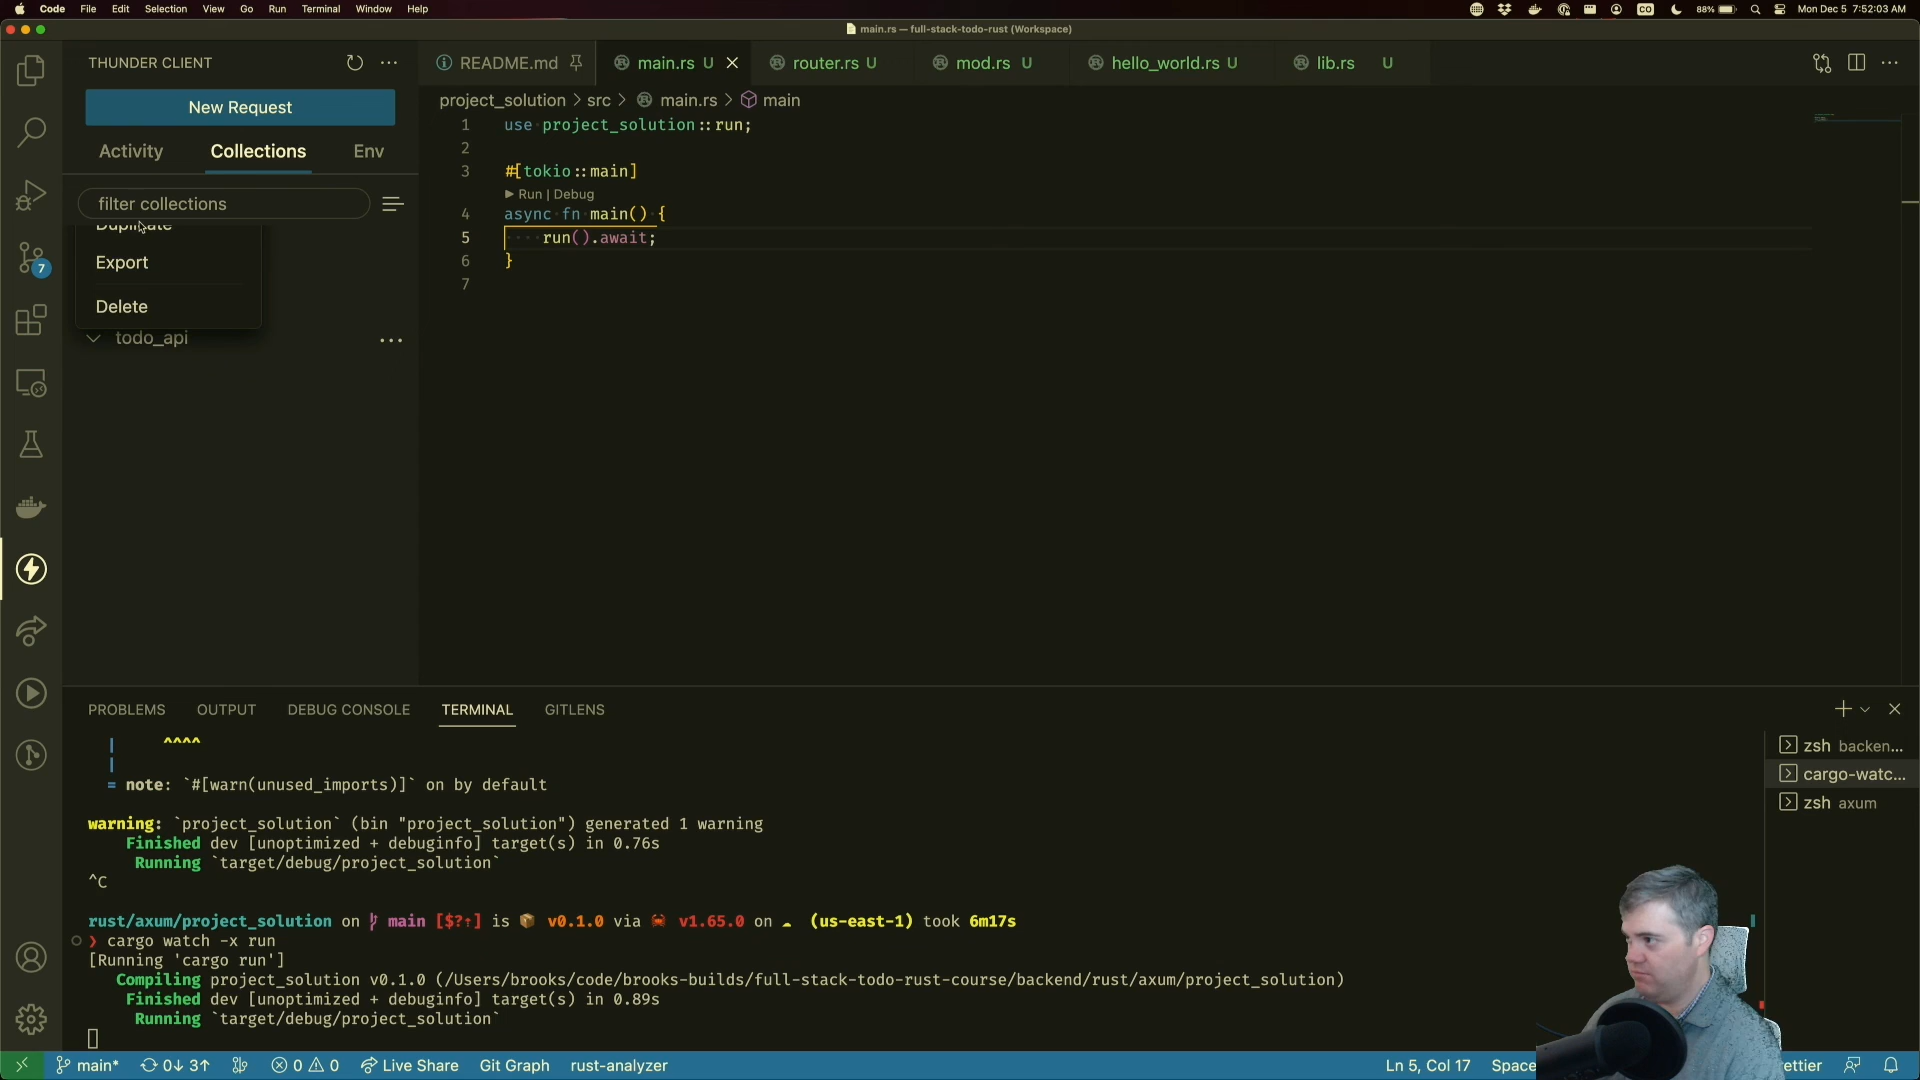 Code File Edit Selection View Go Run Terminal Window Help
CO 88% Mon Dec 5 7:52:03 AM
main.rs — full-stack-todo-rust (Workspace)
THUNDER CLIENT
New Request
Activity Collections Env
filter collections
Duplicate
Export
Delete
todo_api
README.md main.rs U router.rs U mod.rs U hello_world.rs U lib.rs U
project_solution > src > main.rs > main
1 use project_solution::run;
2
3 #[tokio::main]
Run | Debug
4 async fn main() {
5 run().await;
6 }
7
7
PROBLEMS OUTPUT DEBUG CONSOLE TERMINAL GITLENS
| ^^^^
|
= note: `#[warn(unused_imports)]` on by default
warning: `project_solution` (bin "project_solution") generated 1 warning
Finished dev [unoptimized + debuginfo] target(s) in 0.76s
Running `target/debug/project_solution`
^C
rust/axum/project_solution on main [$?⇡] is v0.1.0 via v1.65.0 on (us-east-1) took 6m17s
❯ cargo watch -x run
[Running 'cargo run']
Compiling project_solution v0.1.0 (/Users/brooks/code/brooks-builds/full-stack-todo-rust-course/backend/rust/axum/project_solution)
Finished dev [unoptimized + debuginfo] target(s) in 0.89s
Running `target/debug/project_solution`
zsh backen...
cargo-watc...
zsh axum
main* 0↓ 3↑ 0 0 Live Share Git Graph rust-analyzer
Ln 5, Col 17 Space ettier